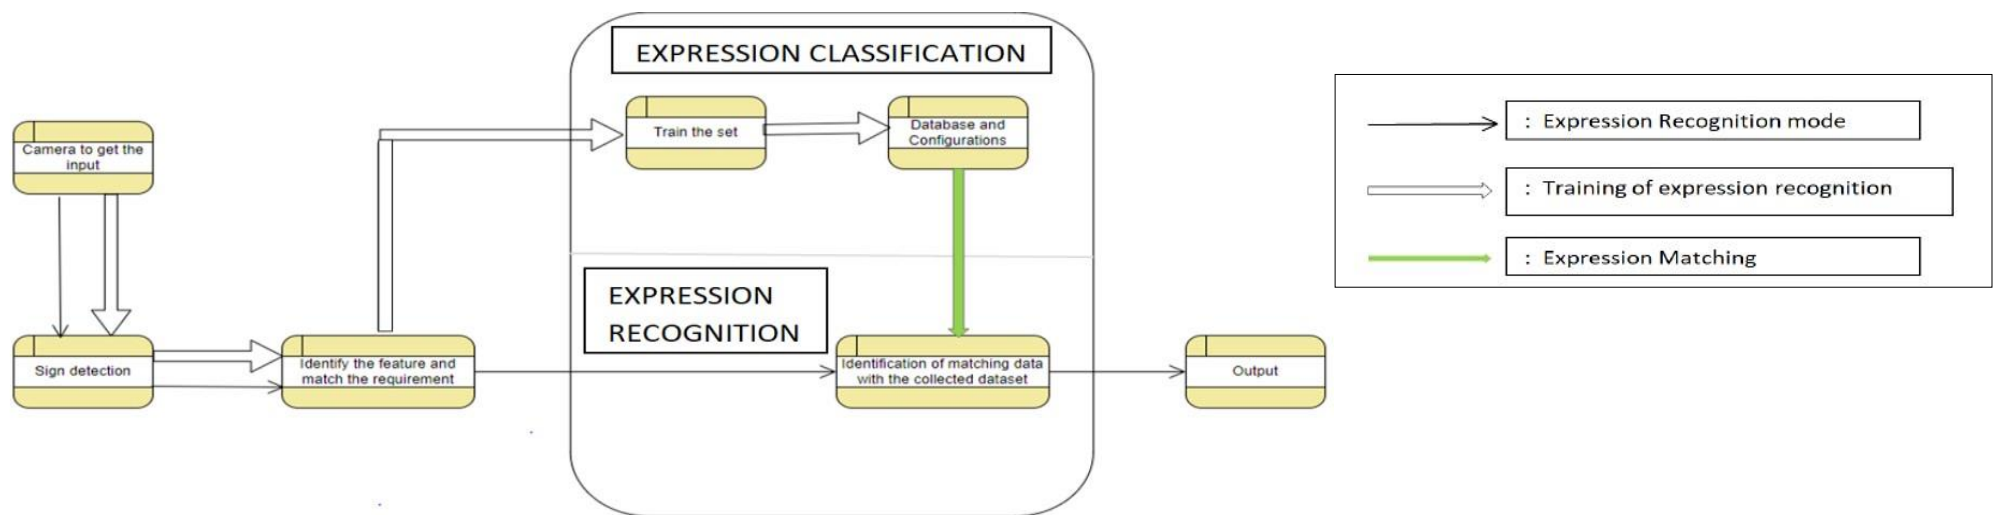 EXPRESSION CLASSIFICATION
Camera to get the
input
Train the set
Database and
Configurations
EXPRESSION
RECOGNITION
Sign detection
Identify the feature and
match the requirement
Identification of matching data
with the collected dataset
Output
: Expression Recognition mode
: Training of expression recognition
: Expression Matching